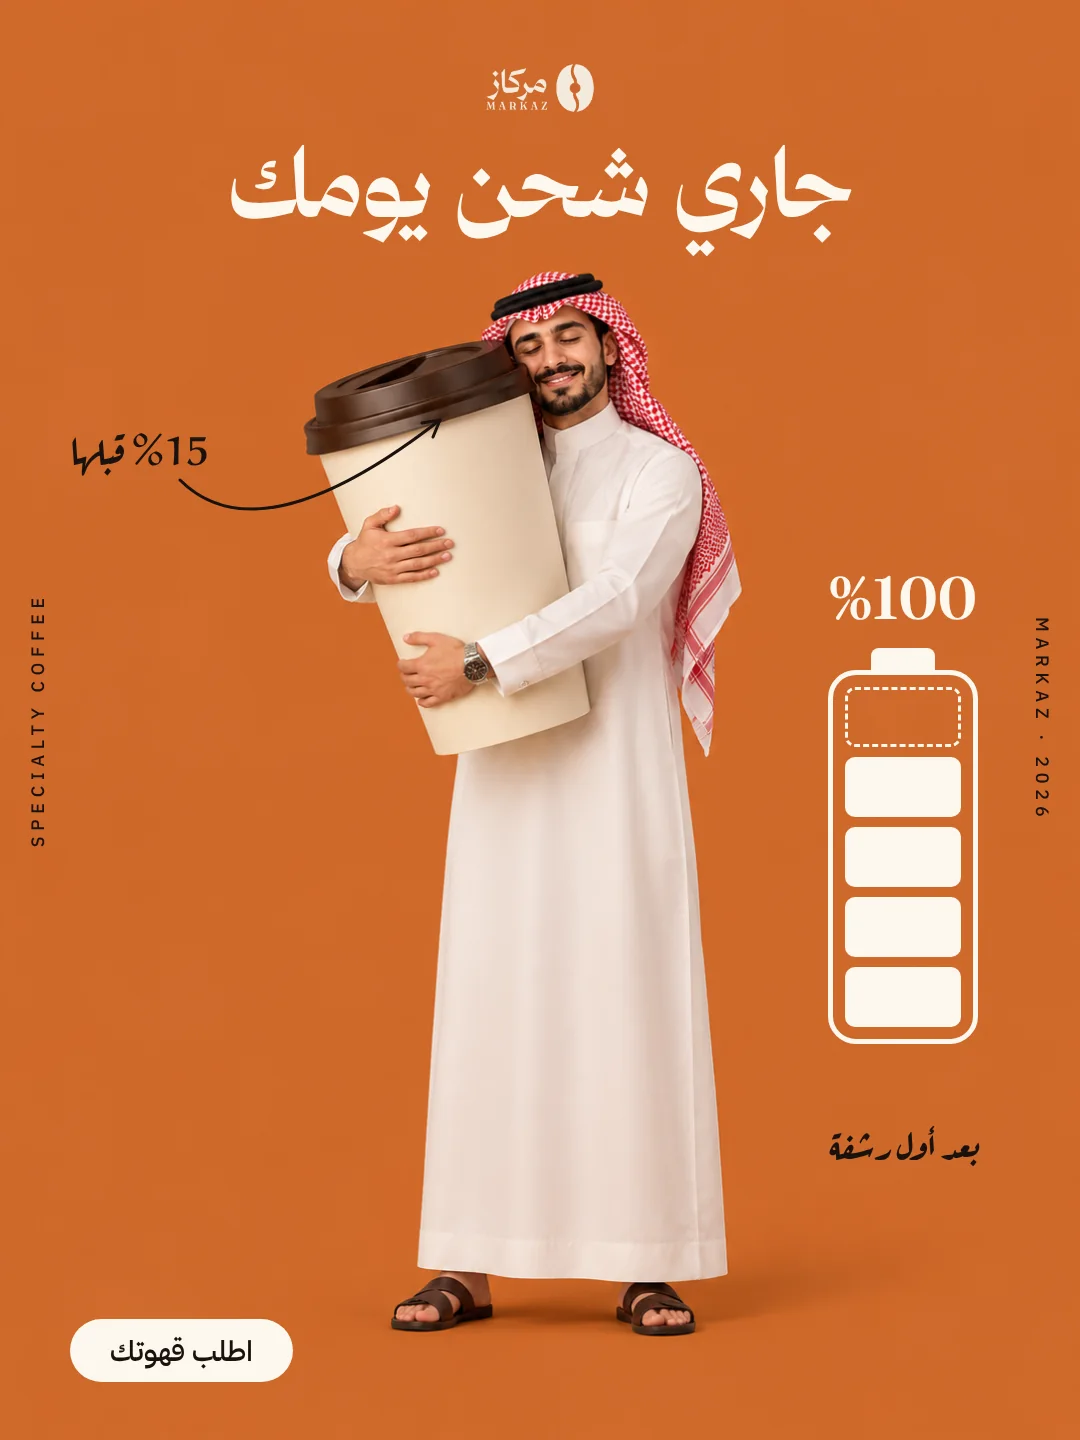 مركاز
MARKAZ
جاري شحن يومك
%15 قبلها
%100
SPECIALTY COFFEE
MARKAZ · 2026
بعد أول رشفة
اطلب قهوتك